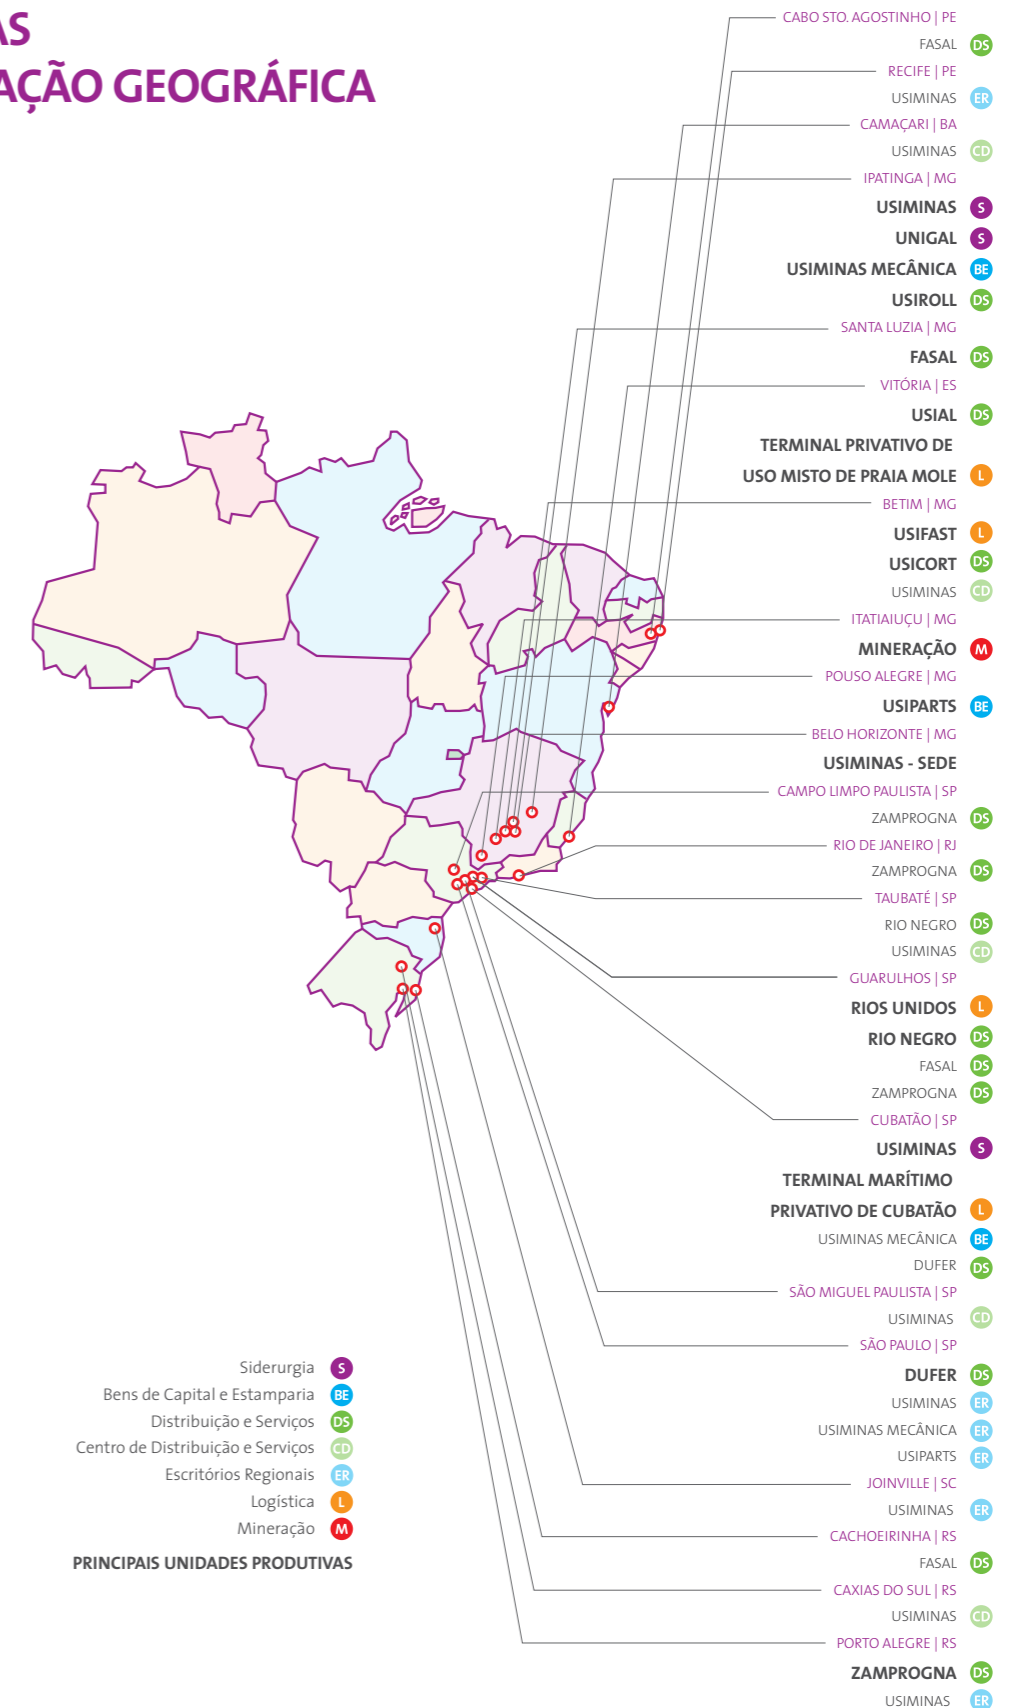 AS
AÇÃO GEOGRÁFICA
CABO STO. AGOSTINHO | PE
FASAL DS
RECIFE | PE
USIMINAS ER
CAMAÇARI | BA
USIMINAS CD
IPATINGA | MG
USIMINAS S
UNIGAL S
USIMINAS MECÂNICA BE
USIROLL DS
SANTA LUZIA | MG
FASAL DS
VITÓRIA | ES
USIAL DS
TERMINAL PRIVATIVO DE
USO MISTO DE PRAIA MOLE L
BETIM | MG
USIFAST L
USICORT DS
USIMINAS CD
ITATIAIUÇU | MG
MINERAÇÃO M
POUSO ALEGRE | MG
USIPARTS BE
BELO HORIZONTE | MG
USIMINAS - SEDE
CAMPO LIMPO PAULISTA | SP
ZAMPROGNA DS
RIO DE JANEIRO | RJ
ZAMPROGNA DS
TAUBATÉ | SP
RIO NEGRO DS
USIMINAS CD
GUARULHOS | SP
RIOS UNIDOS L
RIO NEGRO DS
FASAL DS
ZAMPROGNA DS
CUBATÃO | SP
USIMINAS S
TERMINAL MARÍTIMO
PRIVATIVO DE CUBATÃO L
USIMINAS MECÂNICA BE
DUFER DS
SÃO MIGUEL PAULISTA | SP
USIMINAS CD
SÃO PAULO | SP
DUFER DS
USIMINAS ER
USIMINAS MECÂNICA ER
USIPARTS ER
JOINVILLE | SC
USIMINAS ER
CACHOEIRINHA | RS
FASAL DS
CAXIAS DO SUL | RS
USIMINAS CD
PORTO ALEGRE | RS
ZAMPROGNA DS
USIMINAS ER
Siderurgia S
Bens de Capital e Estamparia BE
Distribuição e Serviços DS
Centro de Distribuição e Serviços CD
Escritórios Regionais ER
Logística L
Mineração M
PRINCIPAIS UNIDADES PRODUTIVAS